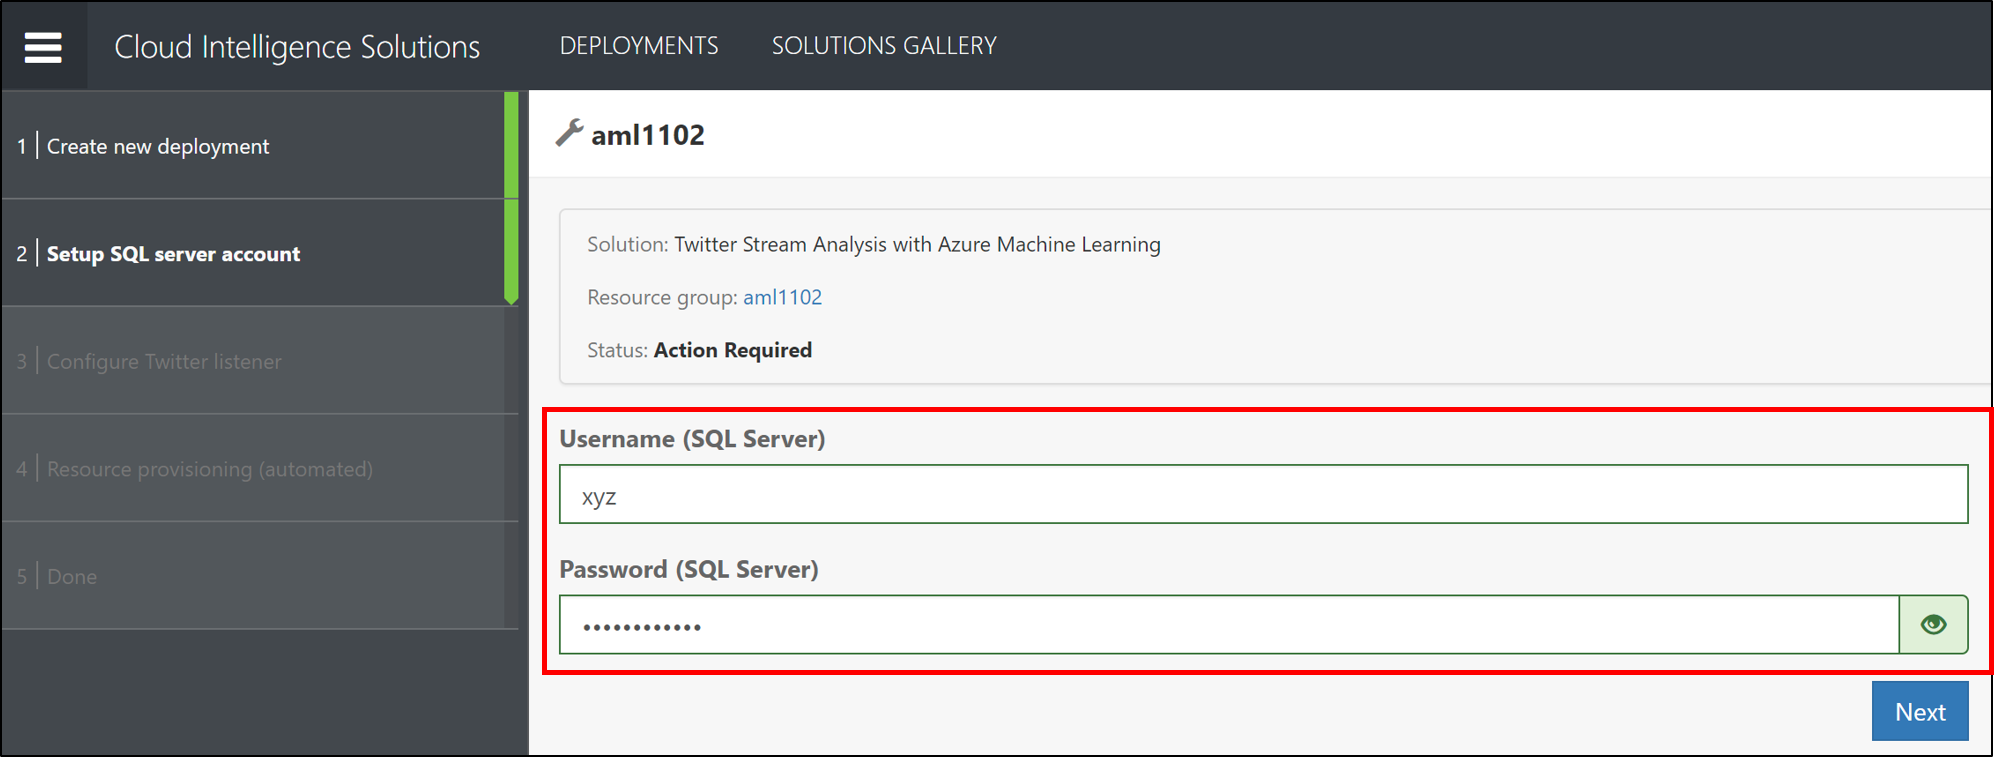 Cloud Intelligence Solutions DEPLOYMENTS SOLUTIONS GALLERY
1 Create new deployment
2 Setup SQL server account
3 Configure Twitter listener
4 Resource provisioning (automated)
5 Done
aml1102
Solution: Twitter Stream Analysis with Azure Machine Learning
Resource group: aml1102
Status: Action Required
Username (SQL Server)
xyz
Password (SQL Server)
••••••••••••
Next